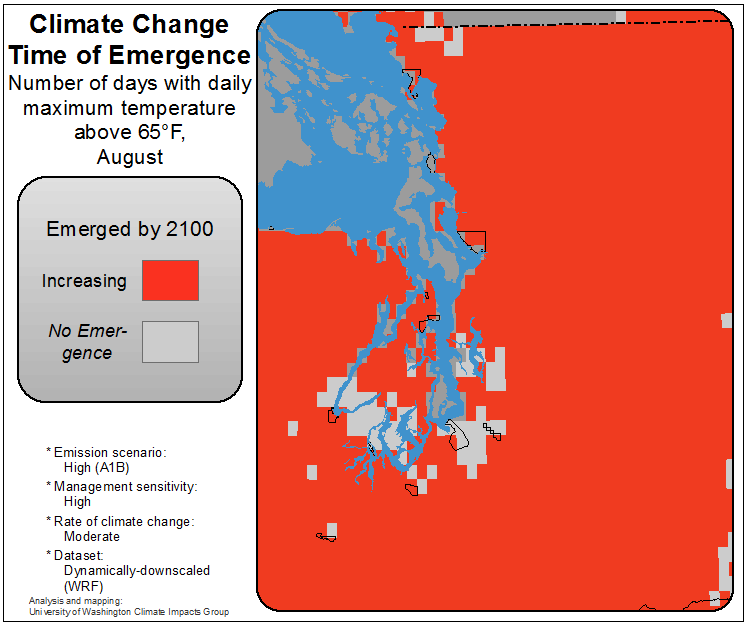 Climate Change
Time of Emergence
Number of days with daily
maximum temperature
above 65°F,
August
Emerged by 2100
Increasing
No Emer-
gence
* Emission scenario:
High (A1B)
* Management sensitivity:
High
* Rate of climate change:
Moderate
* Dataset:
Dynamically-downscaled
(WRF)
Analysis and mapping:
University of Washington Climate Impacts Group